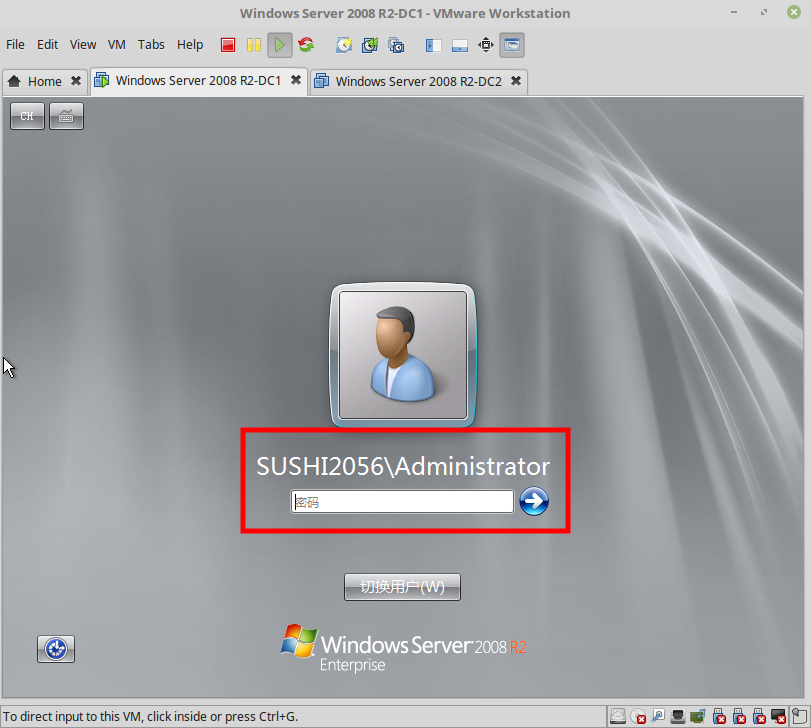 Windows Server 2008 R2-DC1 - VMware Workstation
File Edit View VM Tabs Help
Home Windows Server 2008 R2-DC1 Windows Server 2008 R2-DC2
CH
SUSHI2056\Administrator
密码
切换用户(W)
Windows Server 2008 R2
Enterprise
To direct input to this VM, click inside or press Ctrl+G.